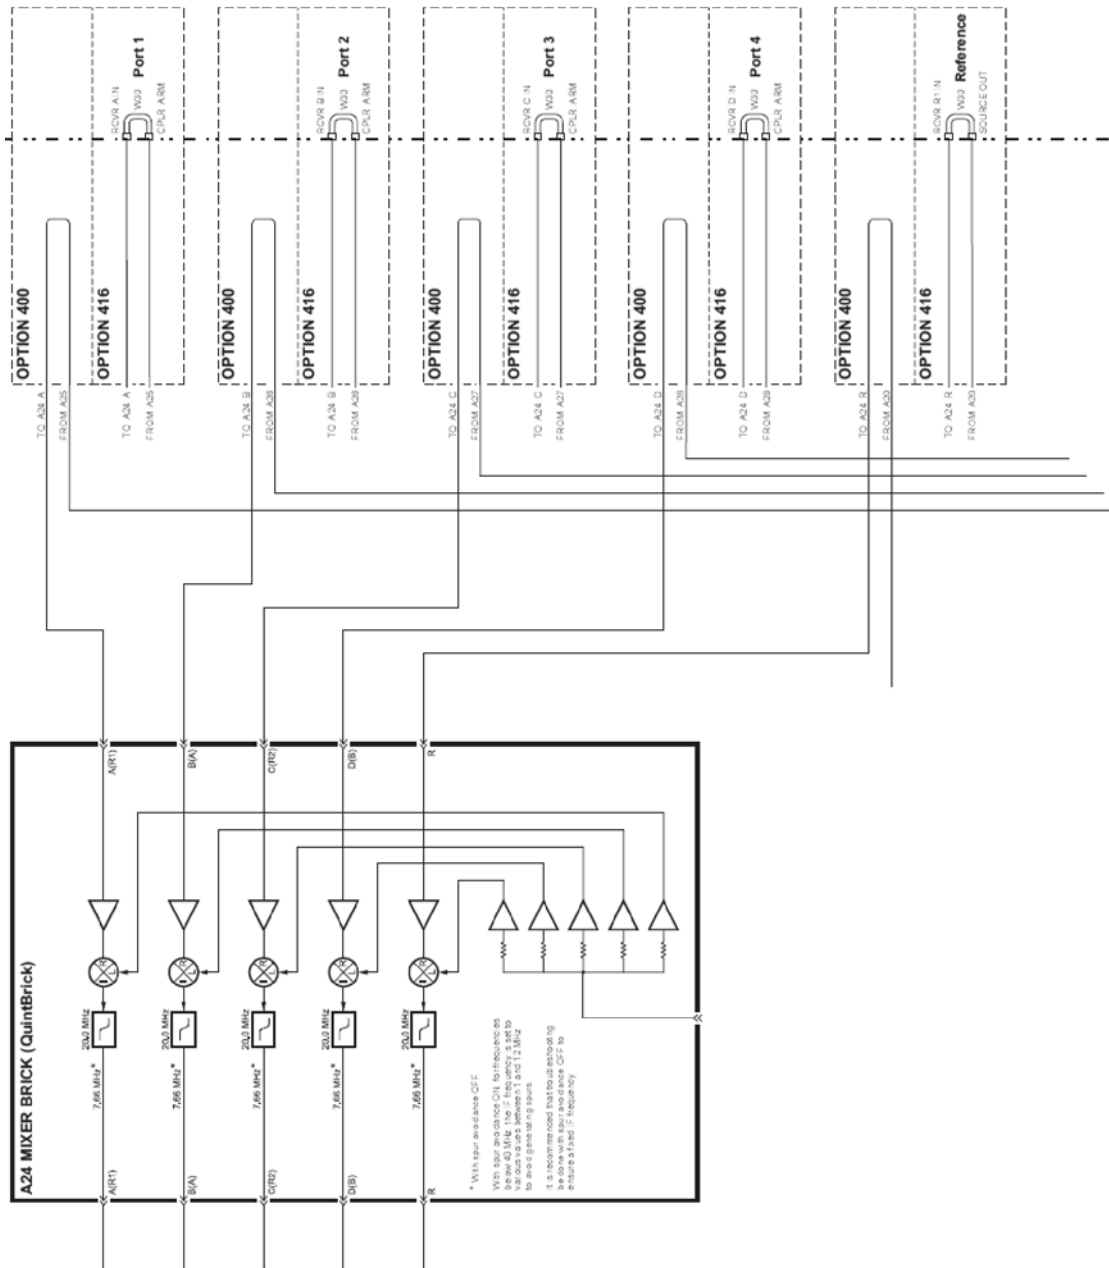 Port 1
RCVR A IN
W33
CPLR ARM
OPTION 400
OPTION 416
TO A24 A
FROM A25
TO A24 A
FROM A25
Port 2
RCVR B IN
W33
CPLR ARM
OPTION 400
OPTION 416
TO A24 B
FROM A26
TO A24 B
FROM A26
Port 3
RCVR C IN
W33
CPLR ARM
OPTION 400
OPTION 416
TO A24 C
FROM A27
TO A24 C
FROM A27
Port 4
RCVR D IN
W33
CPLR ARM
OPTION 400
OPTION 416
TO A24 D
FROM A28
TO A24 D
FROM A28
Reference
RCVR R1 IN
W33
SOURCE OUT
OPTION 400
OPTION 416
TO A24 R
FROM A20
TO A24 R
FROM A20
A24 MIXER BRICK (QuintBrick)
A(R1)
B(A)
C(R2)
D(B)
R
R
L
I
R
L
I
R
L
I
R
L
I
R
L
I
20.0 MHz
20.0 MHz
20.0 MHz
20.0 MHz
20.0 MHz
7.66 MHz*
7.66 MHz*
7.66 MHz*
7.66 MHz*
7.66 MHz*
A(R1)
B(A)
C(R2)
D(B)
R
* With spur avoidance OFF
With spur avoidance ON, for frequencies
below 40 MHz, the IF frequency is set to
various values between 1 and 12 MHz
to avoid generating spurs.
It is recommended that troubleshooting
be done with spur avoidance OFF to
ensure a fixed IF frequency.